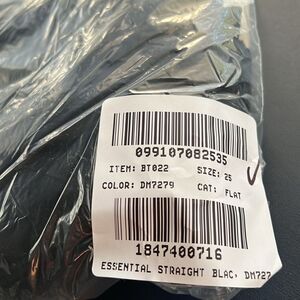 099107082535
ITEM: BT022 SIZE: 25
COLOR: DM7279 CAT: FLAT
1847400716
ESSENTIAL STRAIGHT BLAC, DM727